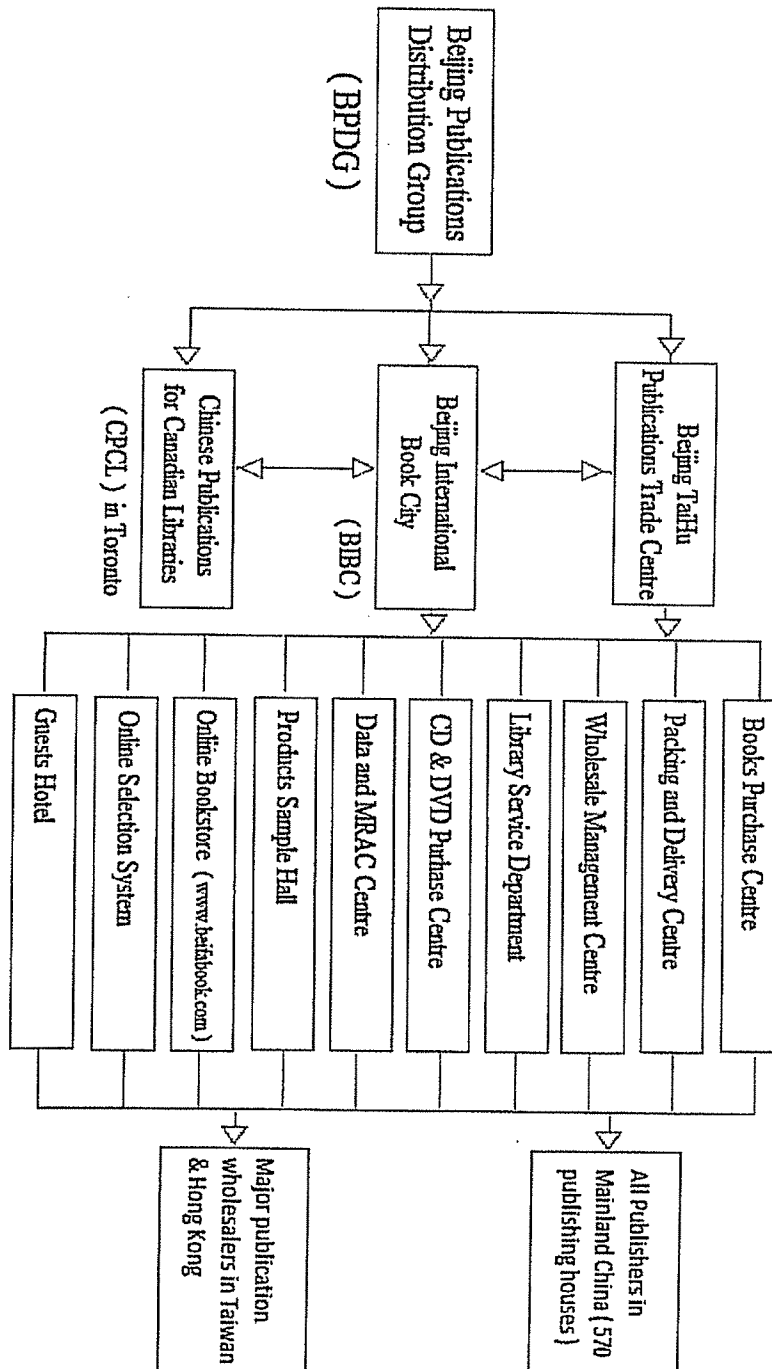 Beijing Publications
Distribution Group
( BPDG )
Beijing TaiHu
Publications Trade Centre
Beijing International
Book City
( BIBC )
Chinese Publications
for Canadian Libraries
( CPCL ) in Toronto
Books Purchase Centre
Packing and Delivery Centre
Wholesale Management Centre
Library Service Department
CD & DVD Purhase Centre
Data and MRAC Centre
Products Sample Hall
Online Bookstore ( www.beifabook.com )
Online Selection System
Guests Hotel
All Publishers in
Mainland China ( 570
publishing houses )
Major publication
wholesalers in Taiwan
& Hong Kong